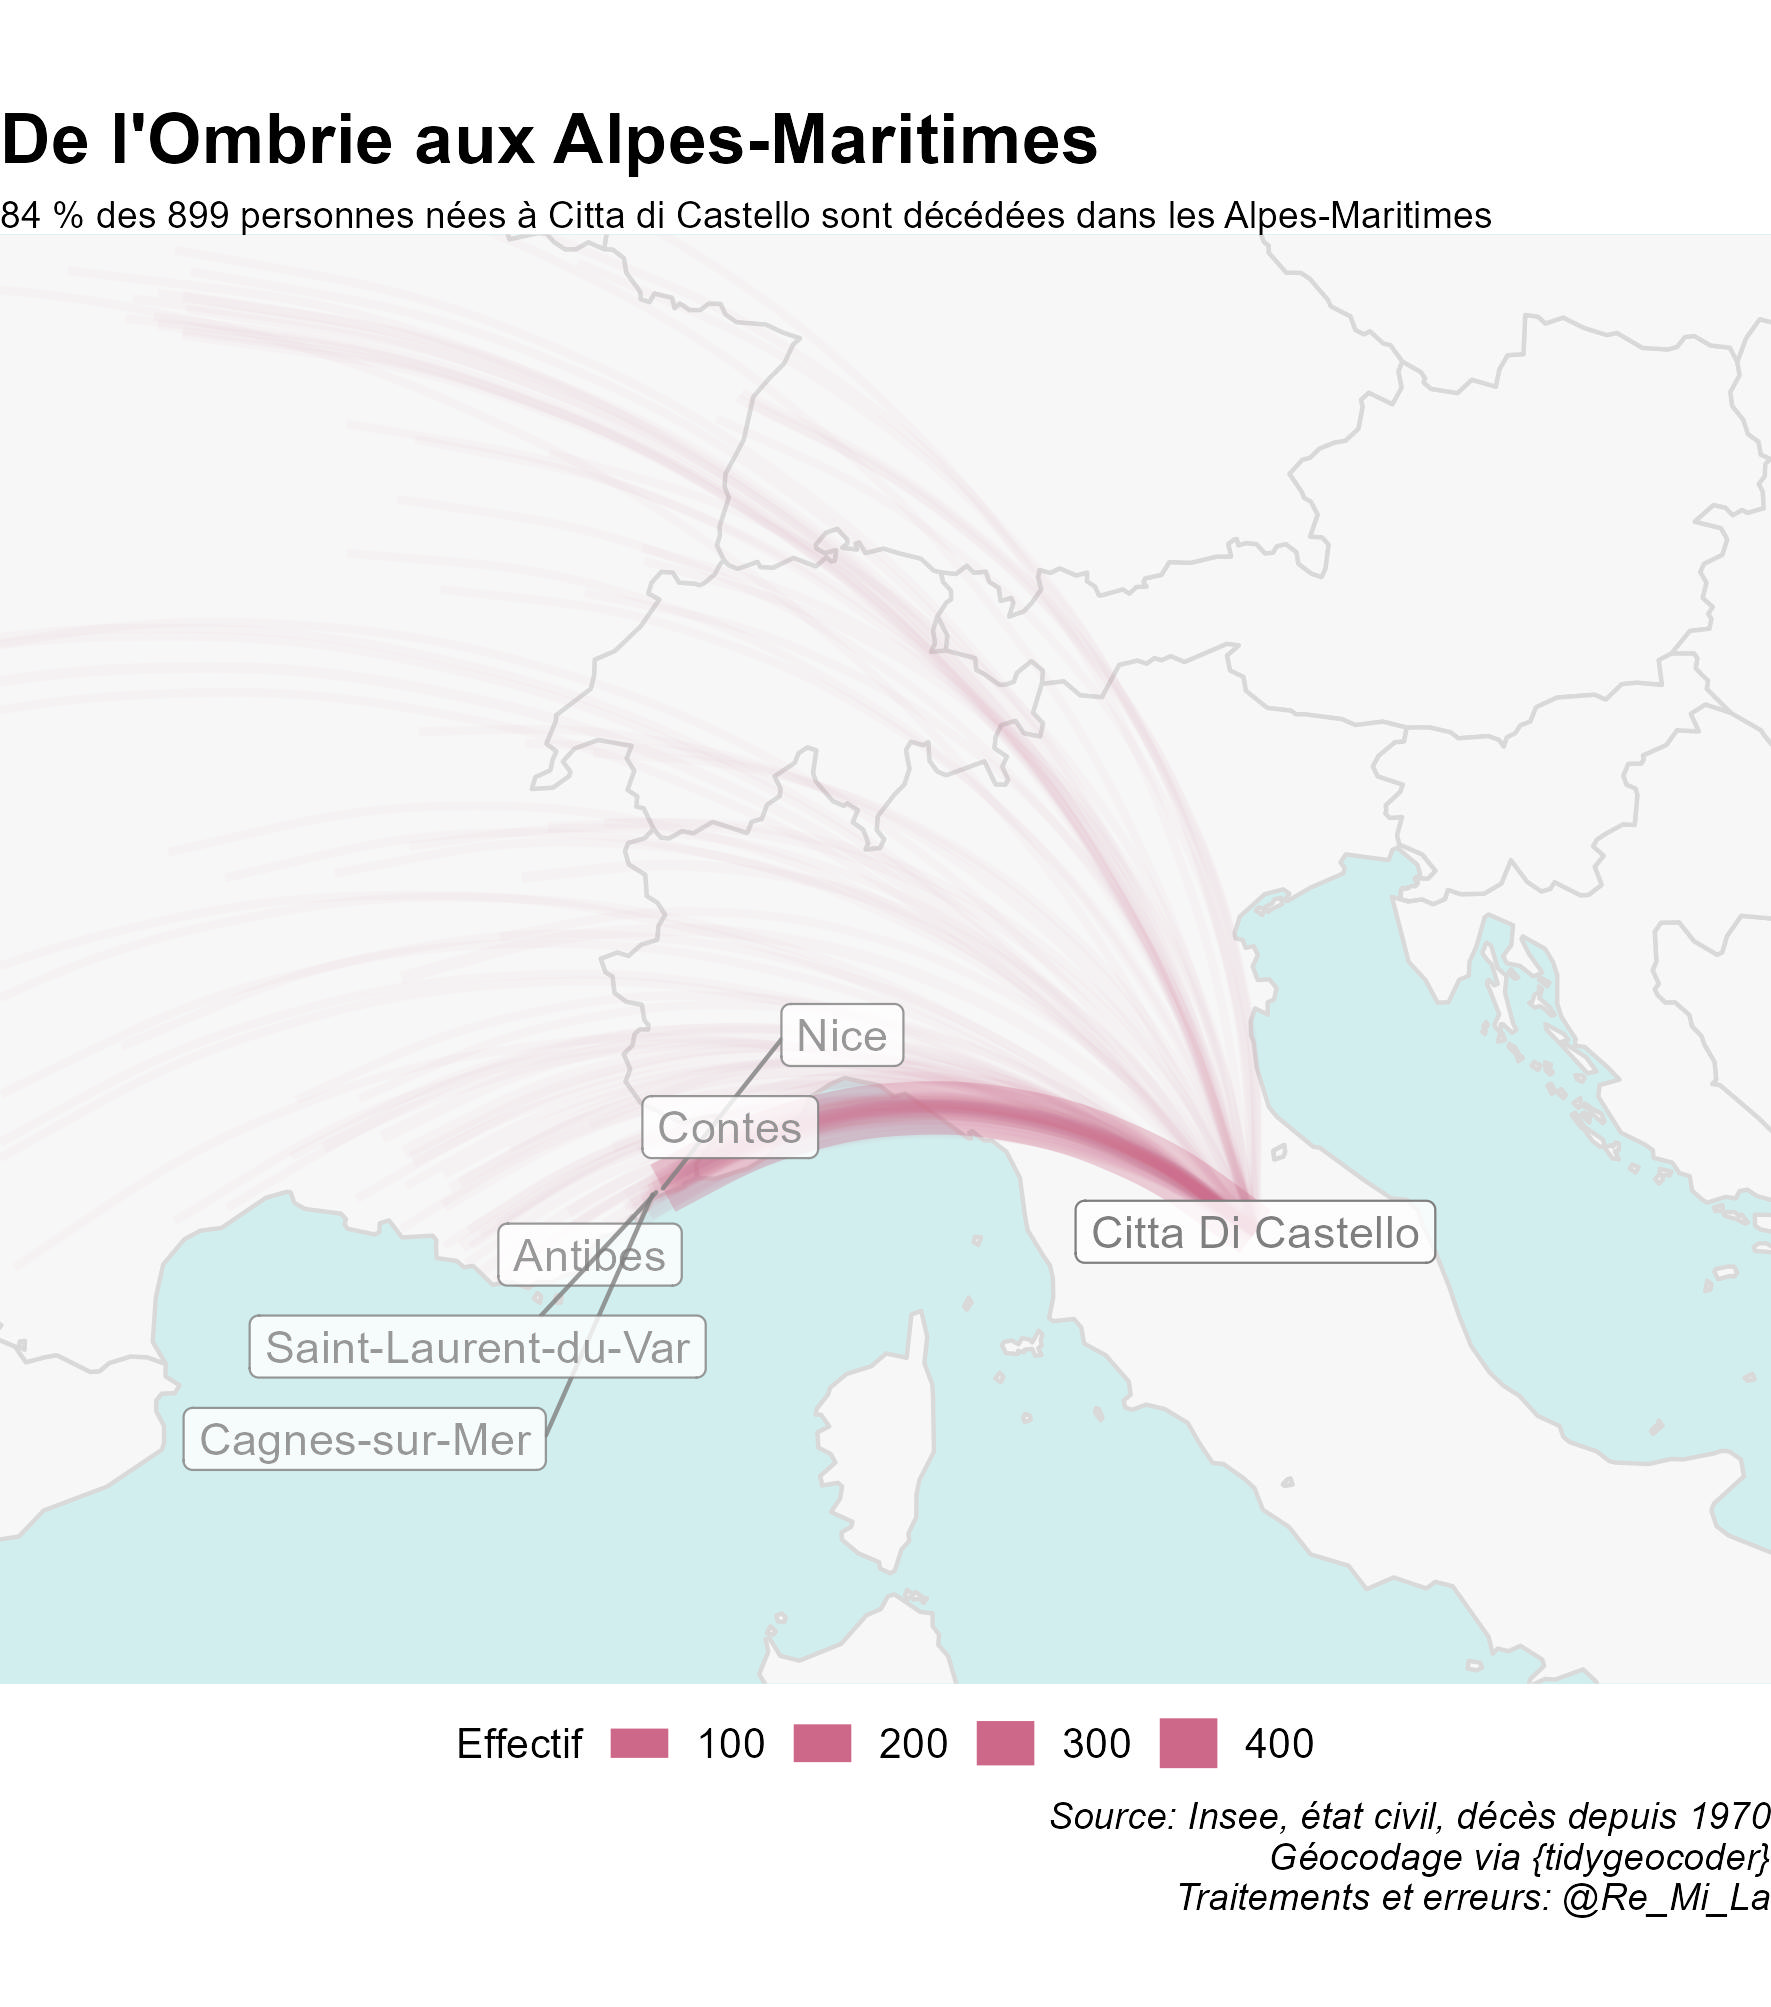 De l'Ombrie aux Alpes-Maritimes
84 % des 899 personnes nées à Citta di Castello sont décédées dans les Alpes-Maritimes
Nice
Contes
Citta Di Castello
Antibes
Saint-Laurent-du-Var
Cagnes-sur-Mer
Effectif 100 200 300 400
Source: Insee, état civil, décès depuis 1970
Géocodage via {tidygeocoder}
Traitements et erreurs: @Re_Mi_La